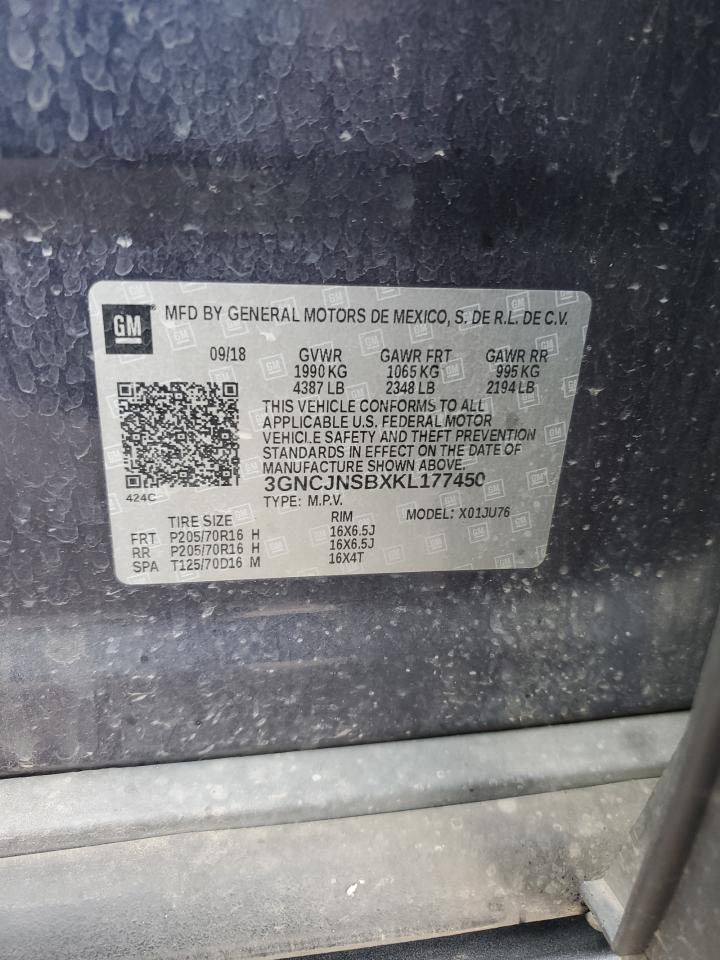 GM
MFD BY GENERAL MOTORS DE MEXICO, S. DE R.L. DE C.V.
09/18 GVWR GAWR FRT GAWR RR
1990 KG 1065 KG 995 KG
4387 LB 2348 LB 2194 LB
THIS VEHICLE CONFORMS TO ALL
APPLICABLE U.S. FEDERAL MOTOR
VEHICLE SAFETY AND THEFT PREVENTION
STANDARDS IN EFFECT ON THE DATE OF
MANUFACTURE SHOWN ABOVE.
424C 3GNCJNSBXKL177450
TYPE: M.P.V. MODEL: X01JU76
TIRE SIZE RIM
FRT P205/70R16 H 16X6.5J
RR P205/70R16 H 16X6.5J
SPA T125/70D16 M 16X4T